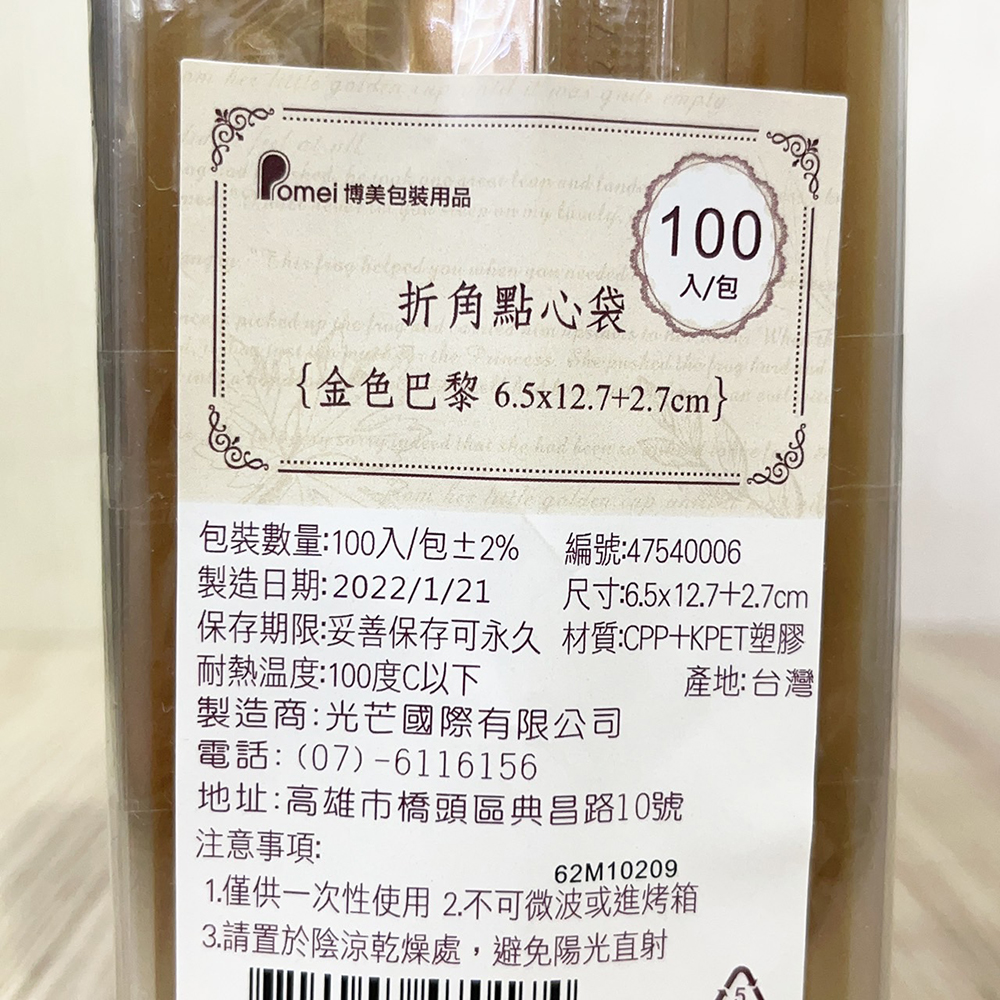 Pomei 博美包裝用品
100
入/包
折角點心袋
{金色巴黎 6.5x12.7+2.7cm}
包裝數量:100入/包±2% 編號:47540006
製造日期:2022/1/21 尺寸:6.5x12.7+2.7cm
保存期限:妥善保存可永久 材質:CPP+KPET塑膠
耐熱温度:100度C以下 產地:台灣
製造商:光芒國際有限公司
電話:(07)-6116156
地址:高雄市橋頭區典昌路10號
注意事項:
62M10209
1.僅供一次性使用 2.不可微波或進烤箱
3.請置於陰涼乾燥處，避免陽光直射
5